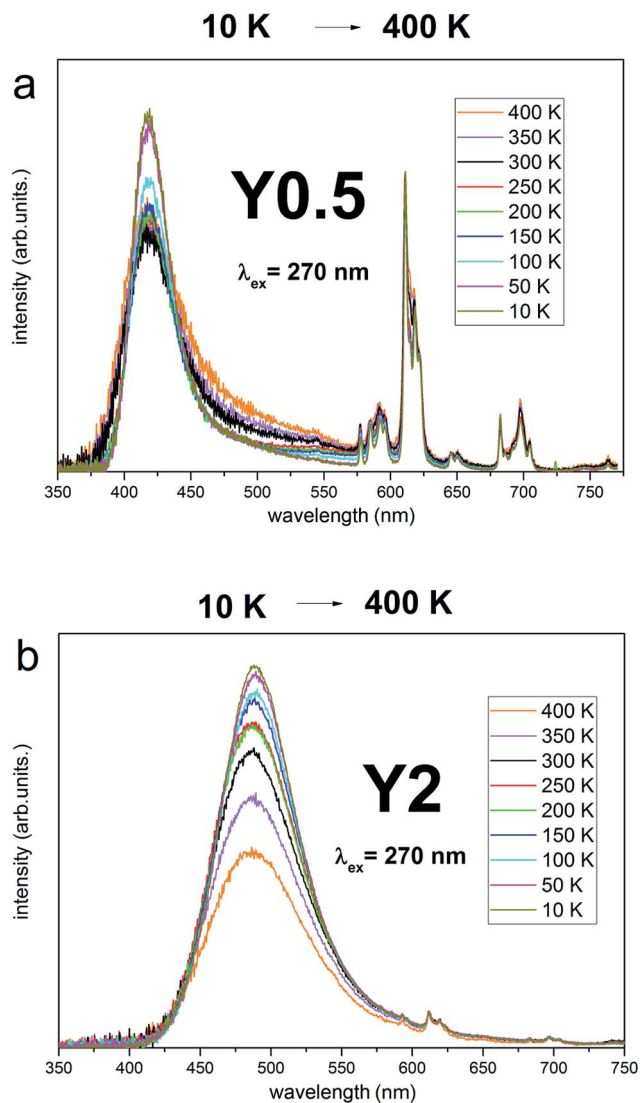 10 K → 400 K
a
Y0.5
λex= 270 nm
400 K
350 K
300 K
250 K
200 K
150 K
100 K
50 K
10 K
intensity (arb.units.)
350 400 450 500 550 600 650 700 750
wavelength (nm)
10 K → 400 K
b
Y2
λex= 270 nm
400 K
350 K
300 K
250 K
200 K
150 K
100 K
50 K
10 K
intensity (arb.units.)
350 400 450 500 550 600 650 700 750
wavelength (nm)